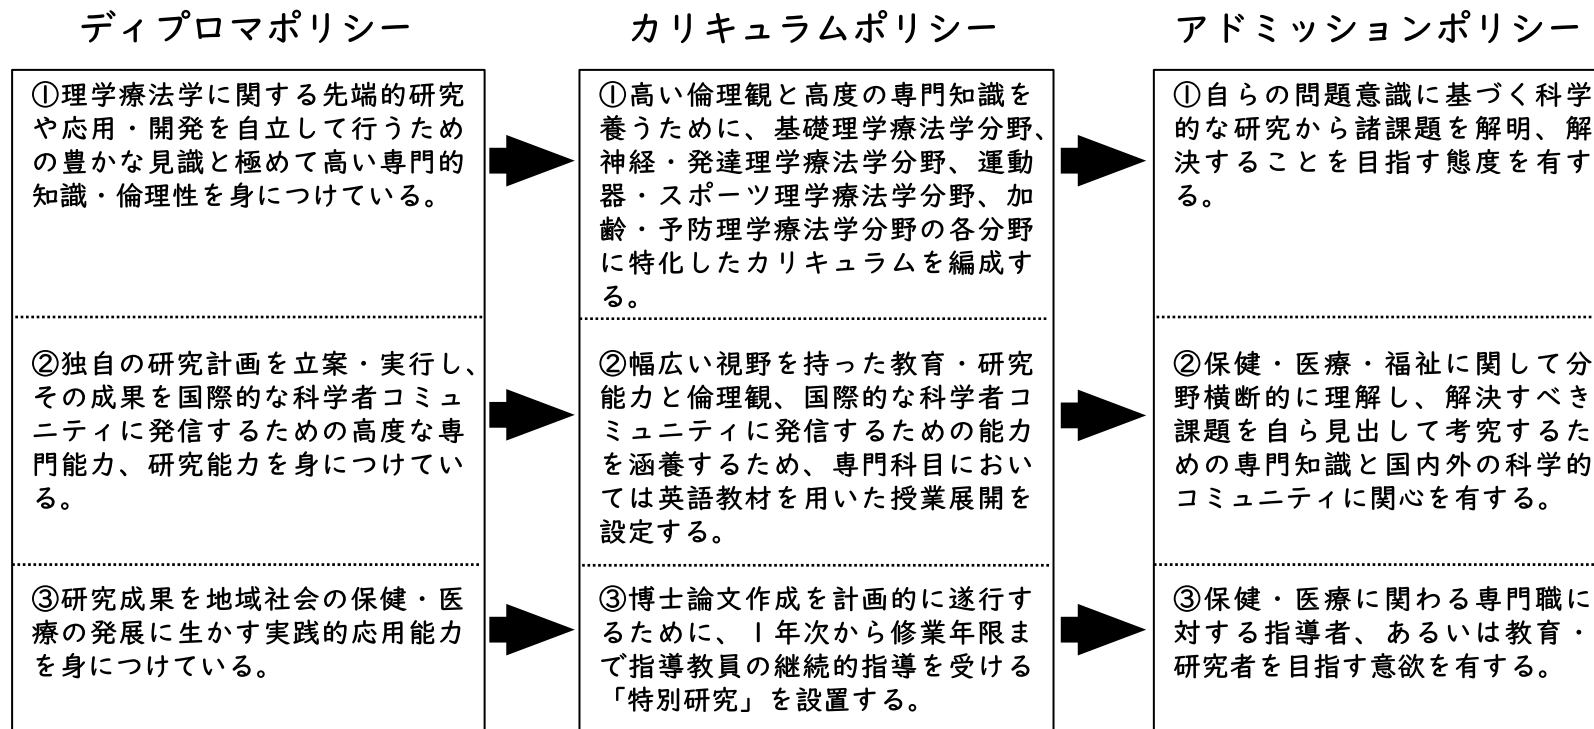 ディプロマポリシー
①理学療法学に関する先端的研究
や応用・開発を自立して行うため
の豊かな見識と極めて高い専門的
知識・倫理性を身につけている。
②独自の研究計画を立案・実行し、
その成果を国際的な科学者コミュ
ニティに発信するための高度な専
門能力、研究能力を身につけてい
る。
③研究成果を地域社会の保健・医
療の発展に生かす実践的応用能力
を身につけている。
カリキュラムポリシー
①高い倫理観と高度の専門知識を
養うために、基礎理学療法学分野、
神経・発達理学療法学分野、運動
器・スポーツ理学療法学分野、加
齢・予防理学療法学分野の各分野
に特化したカリキュラムを編成す
る。
②幅広い視野を持った教育・研究
能力と倫理観、国際的な科学者コ
ミュニティに発信するための能力
を涵養するため、専門科目におい
ては英語教材を用いた授業展開を
設定する。
③博士論文作成を計画的に遂行す
るために、1年次から修業年限ま
で指導教員の継続的指導を受ける
「特別研究」を設置する。
アドミッションポリシー
①自らの問題意識に基づく科学
的な研究から諸課題を解明、解
決することを目指す態度を有す
る。
②保健・医療・福祉に関して分
野横断的に理解し、解決すべき
課題を自ら見出して考究するた
めの専門知識と国内外の科学的
コミュニティに関心を有する。
③保健・医療に関わる専門職に
対する指導者、あるいは教育・
研究者を目指す意欲を有する。